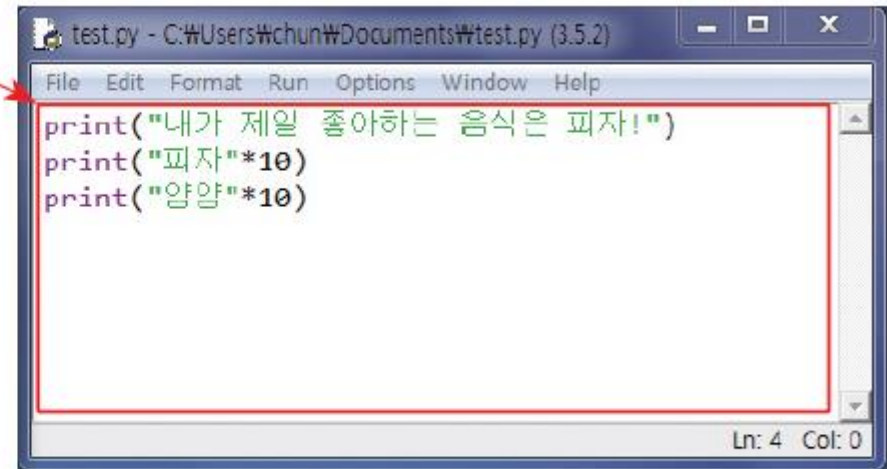 test.py - C:₩Users₩chun₩Documents₩test.py (3.5.2)
File Edit Format Run Options Window Help
print("내가 제일 좋아하는 음식은 피자!")
print("피자"*10)
print("얌얌"*10)
Ln: 4 Col: 0